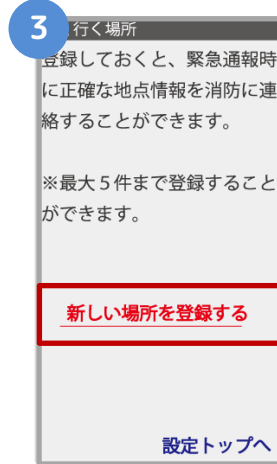 3
行く場所
登録しておくと、緊急通報時
に正確な地点情報を消防に連
絡することができます。
※最大5件まで登録すること
ができます。
新しい場所を登録する
設定トップへ